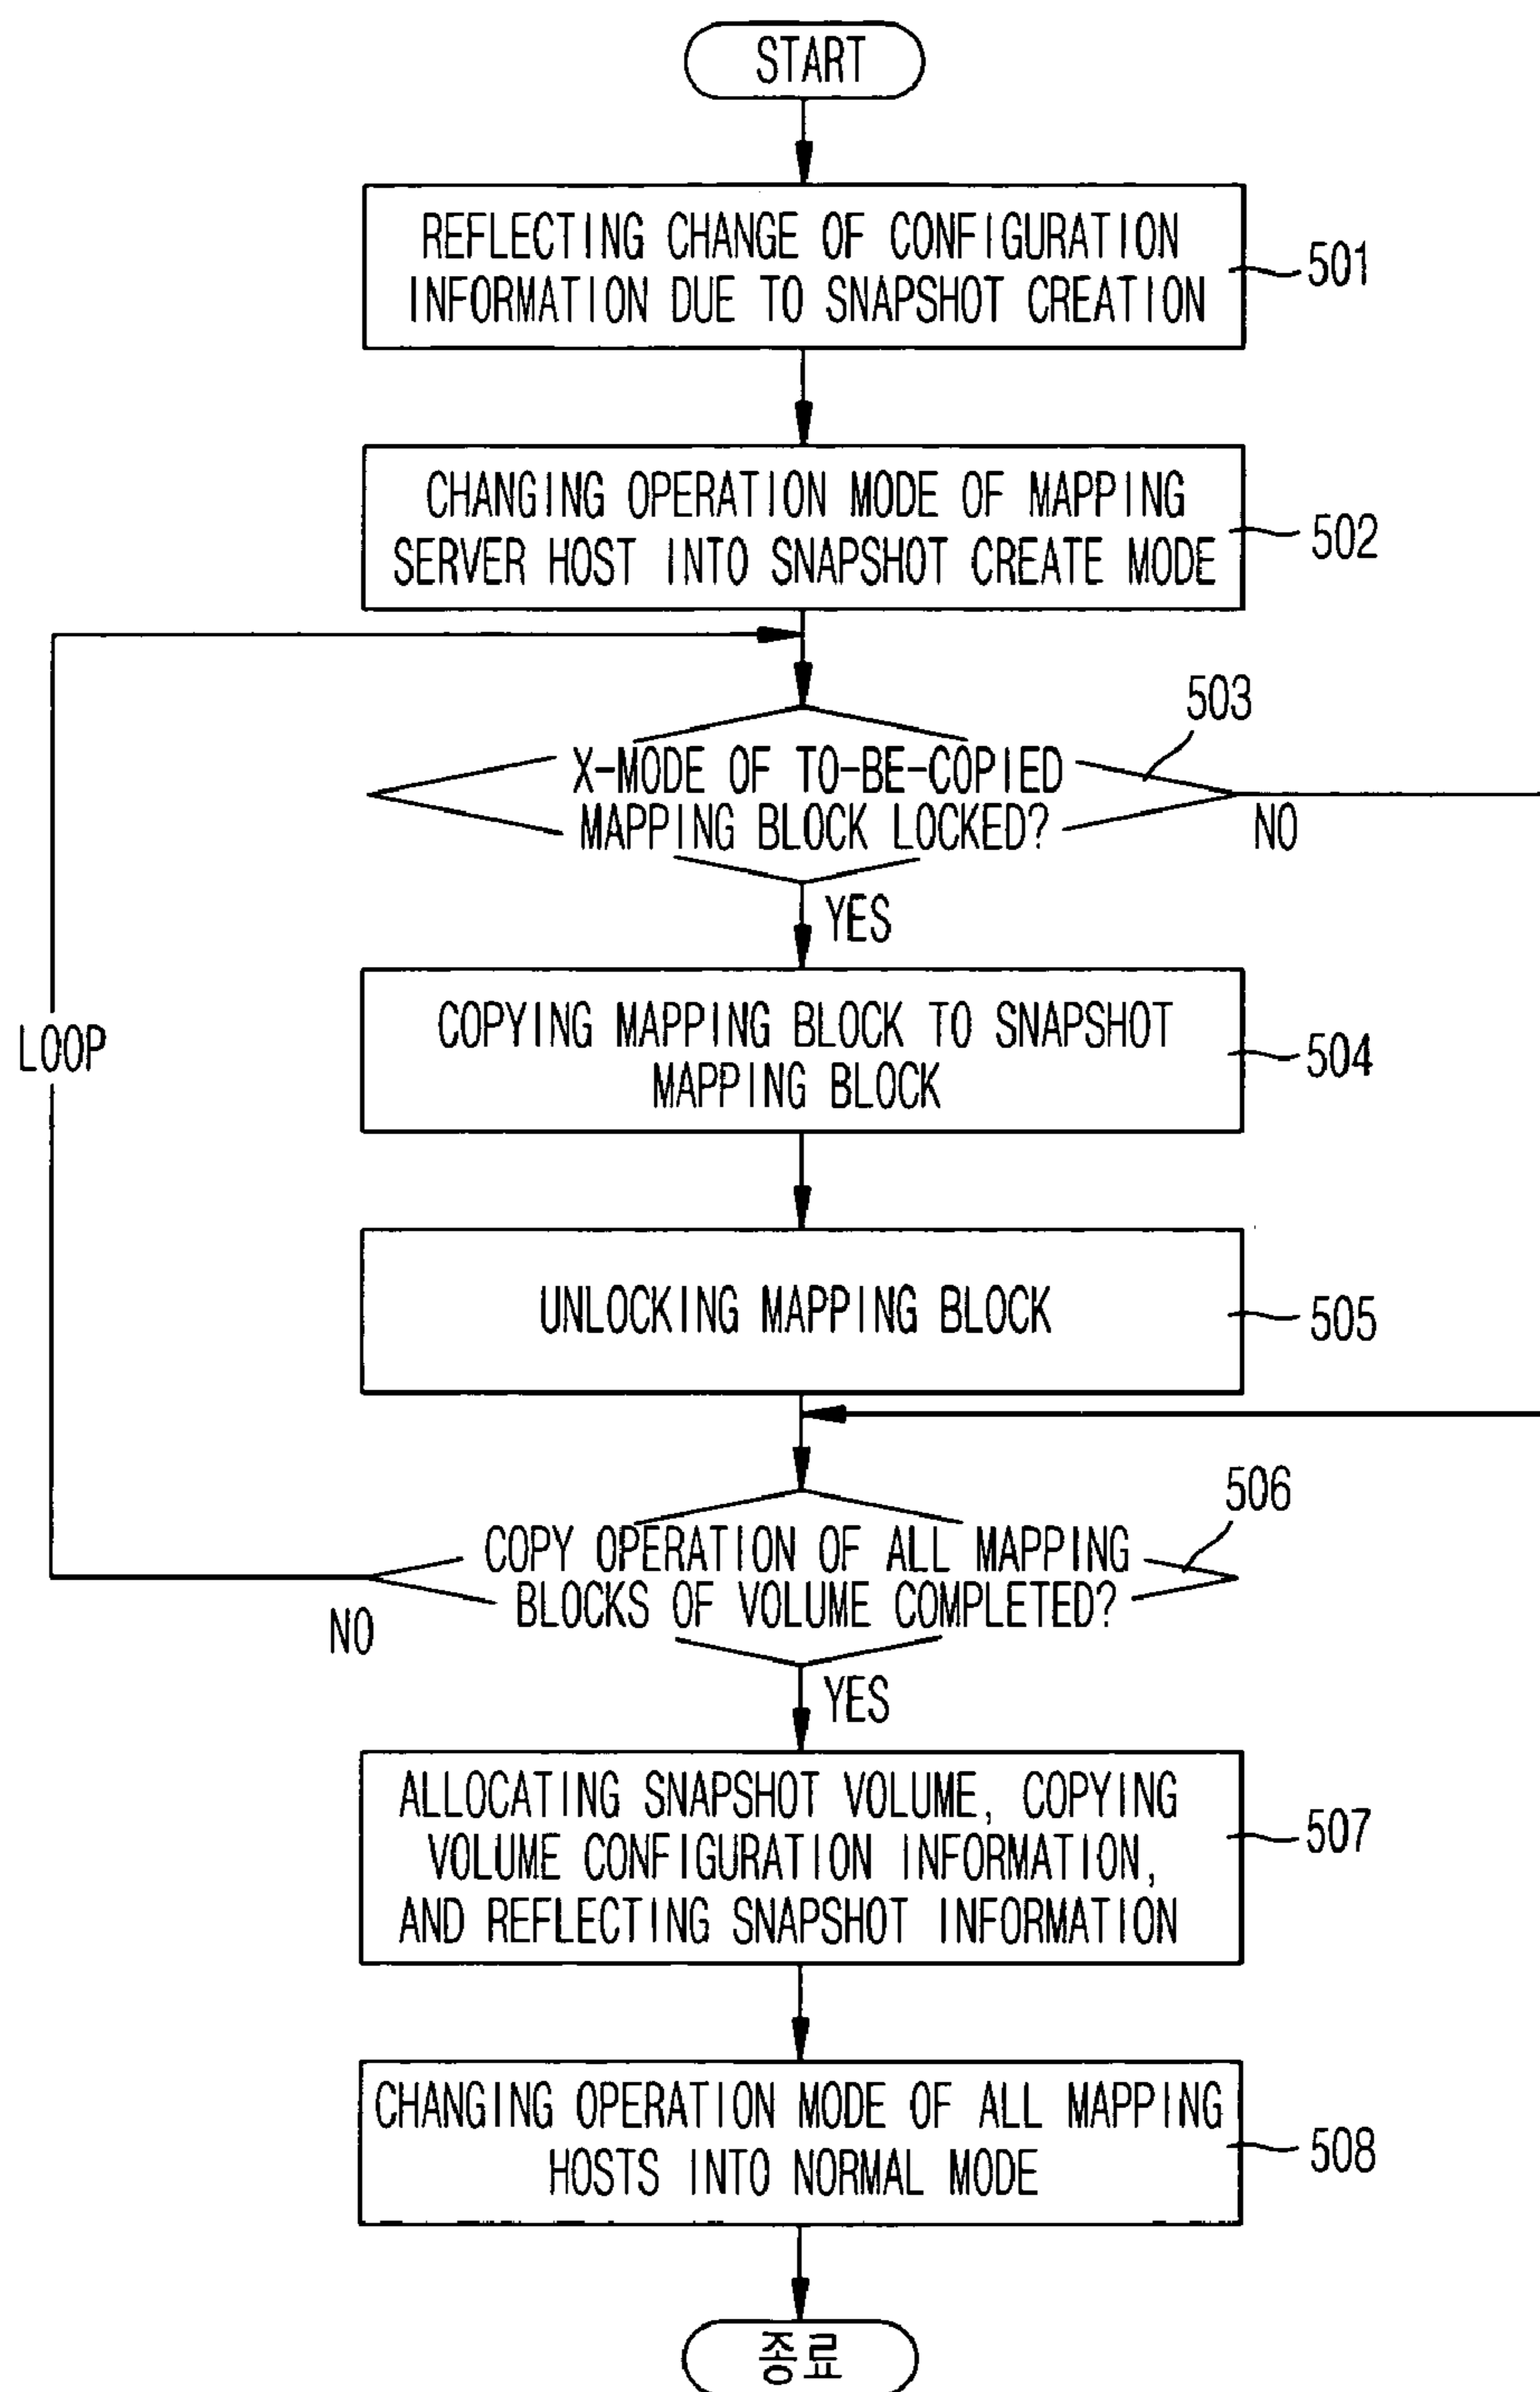 START
REFLECTING CHANGE OF CONFIGURATION
INFORMATION DUE TO SNAPSHOT CREATION
501
CHANGING OPERATION MODE OF MAPPING
SERVER HOST INTO SNAPSHOT CREATE MODE
502
503
X-MODE OF TO-BE-COPIED
MAPPING BLOCK LOCKED?
NO
YES
LOOP
COPYING MAPPING BLOCK TO SNAPSHOT
MAPPING BLOCK
504
UNLOCKING MAPPING BLOCK
505
506
COPY OPERATION OF ALL MAPPING
BLOCKS OF VOLUME COMPLETED?
NO
YES
ALLOCATING SNAPSHOT VOLUME, COPYING
VOLUME CONFIGURATION INFORMATION,
AND REFLECTING SNAPSHOT INFORMATION
507
CHANGING OPERATION MODE OF ALL MAPPING
HOSTS INTO NORMAL MODE
508
종료